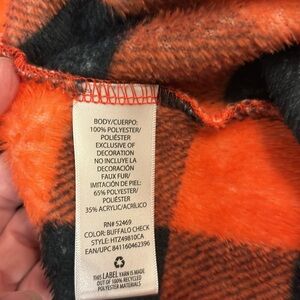 BODY/CUERPO:
100% POLYESTER/
POLIÉSTER
EXCLUSIVE OF
DECORATION
NO INCLUYE LA
DECORACIÓN
FAUX FUR/
IMITACIÓN DE PIEL:
65% POLYESTER/
POLIÉSTER
35% ACRYLIC/ACRÍLICO
RN# 52469
COLOR: BUFFALO CHECK
STYLE: HTZ49810CA
EAN/UPC 841160462396
THIS LABEL YARN IS MADE
OF 100% RECYCLED
POLYESTER MATERIALS